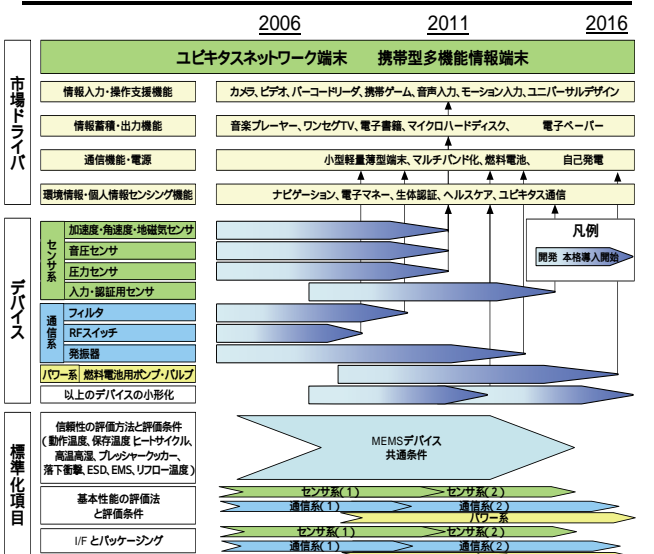 2006 2011 2016
市場ドライバ
ユビキタスネットワーク端末 携帯型多機能情報端末
情報入力・操作支援機能
カメラ、ビデオ、バーコードリーダ、携帯ゲーム、音声入力、モーション入力、ユニバーサルデザイン
情報蓄積・出力機能
音楽プレーヤー、ワンセグTV、電子書籍、マイクロハードディスク、 電子ペーパー
通信機能・電源
小型軽量薄型端末、マルチバンド化、燃料電池、 自己発電
環境情報・個人情報センシング機能
ナビゲーション、電子マネー、生体認証、ヘルスケア、ユビキタス通信
デバイス
センサ系
加速度・角速度・地磁気センサ
音圧センサ
圧力センサ
入力・認証用センサ
通信系
フィルタ
RFスイッチ
発振器
パワー系 燃料電池用ポンプ・バルブ
以上のデバイスの小形化
凡例
開発 本格導入開始
標準化項目
信頼性の評価方法と評価条件
(動作温度、保存温度 ヒートサイクル、
高温高湿、プレッシャークッカー、
落下衝撃、ESD、EMS、リフロー温度)
MEMSデバイス
共通条件
基本性能の評価法
と評価条件
センサ系(1) センサ系(2)
通信系(1) 通信系(2)
パワー系
I/F とパッケージング
センサ系(1) センサ系(2)
通信系(1) 通信系(2)